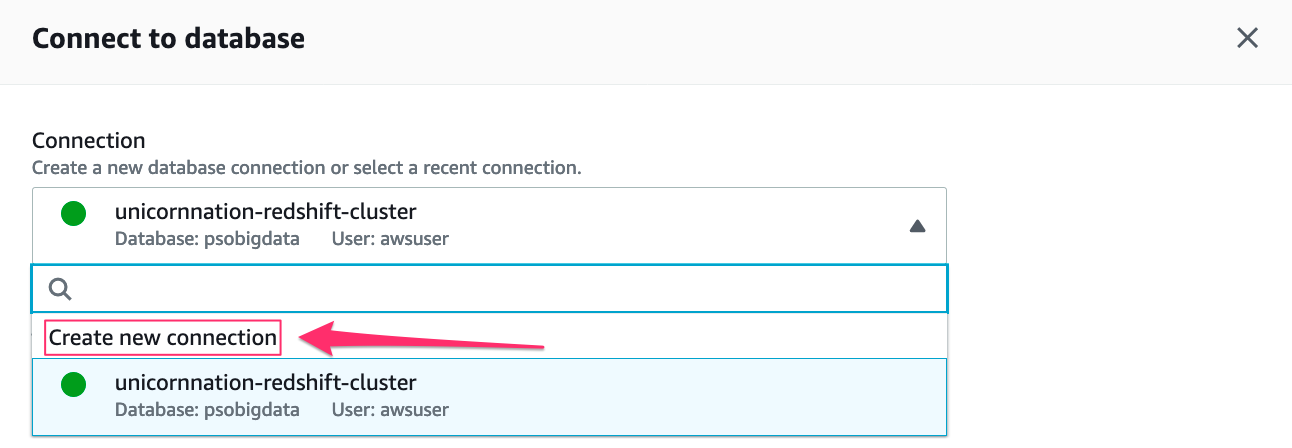 Connect to database
Connection
Create a new database connection or select a recent connection.
unicornnation-redshift-cluster
Database: psobigdata User: awsuser
Create new connection
unicornnation-redshift-cluster
Database: psobigdata User: awsuser